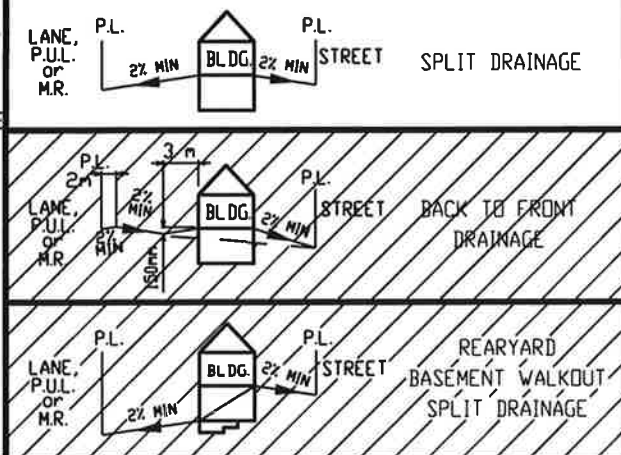 LANE,
P.U.L.
or
M.R.
P.L.
2% MIN
BLDG.
2% MIN
P.L.
STREET
SPLIT DRAINAGE
P.L.
2m
3 m
LANE,
P.U.L.
or
M.R.
MIN
2%
MIN
150mm
BLDG.
2% MIN
P.L.
STREET
BACK TO FRONT
DRAINAGE
P.L.
LANE,
P.U.L.
or
M.R.
2% MIN
BLDG.
2% MIN
P.L.
STREET
REARYARD
BASEMENT WALKOUT
SPLIT DRAINAGE